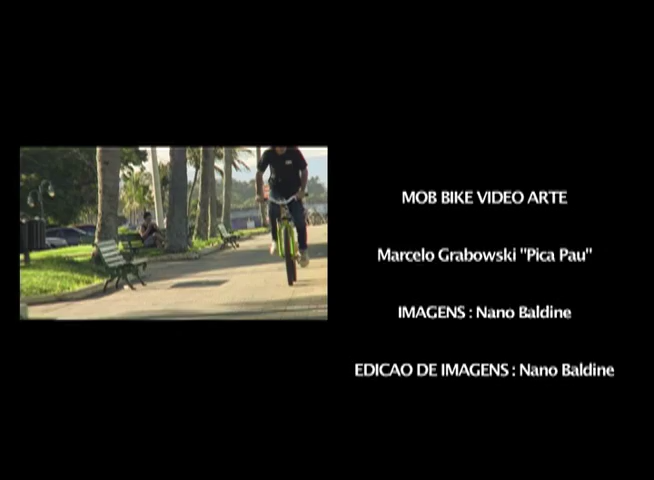 MOB BIKE VIDEO ARTE
Marcelo Grabowski "Pica Pau"
IMAGENS : Nano Baldine
EDICAO DE IMAGENS : Nano Baldine